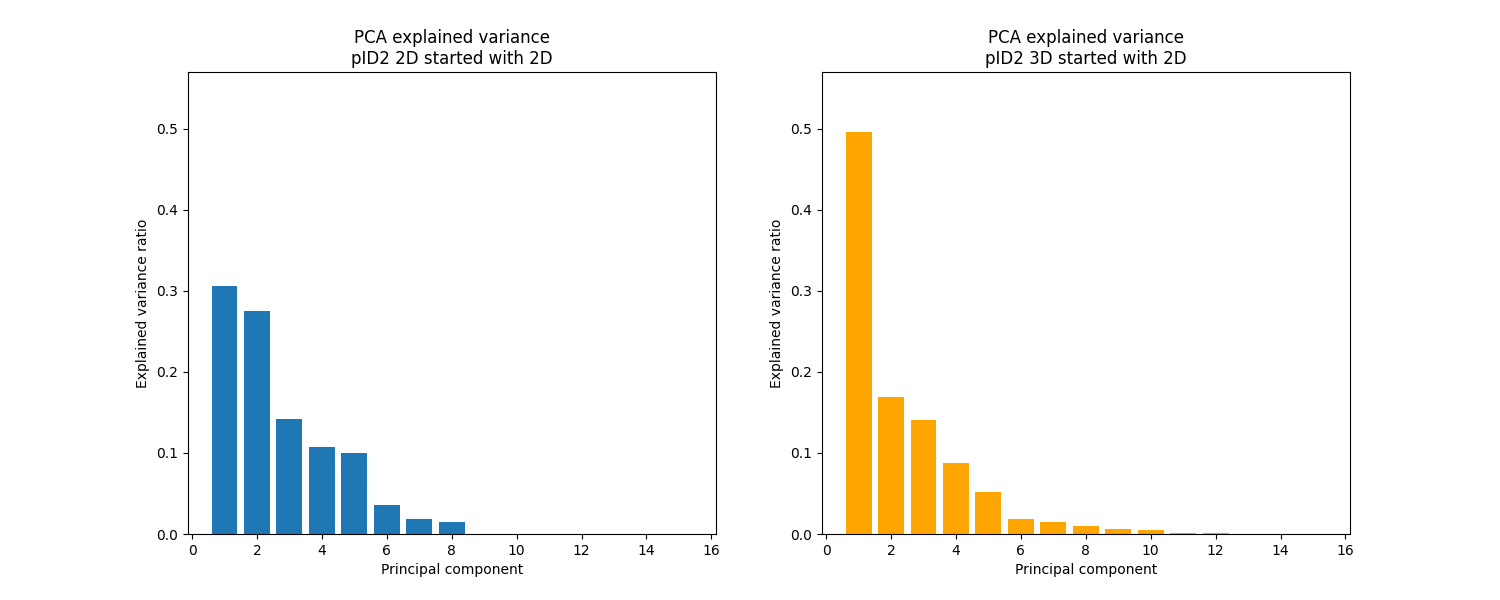 PCA explained variance
pID2 2D started with 2D
Explained variance ratio
0.5
0.4
0.3
0.2
0.1
0.0
0 2 4 6 8 10 12 14 16
Principal component
PCA explained variance
pID2 3D started with 2D
Explained variance ratio
0.5
0.4
0.3
0.2
0.1
0.0
0 2 4 6 8 10 12 14 16
Principal component